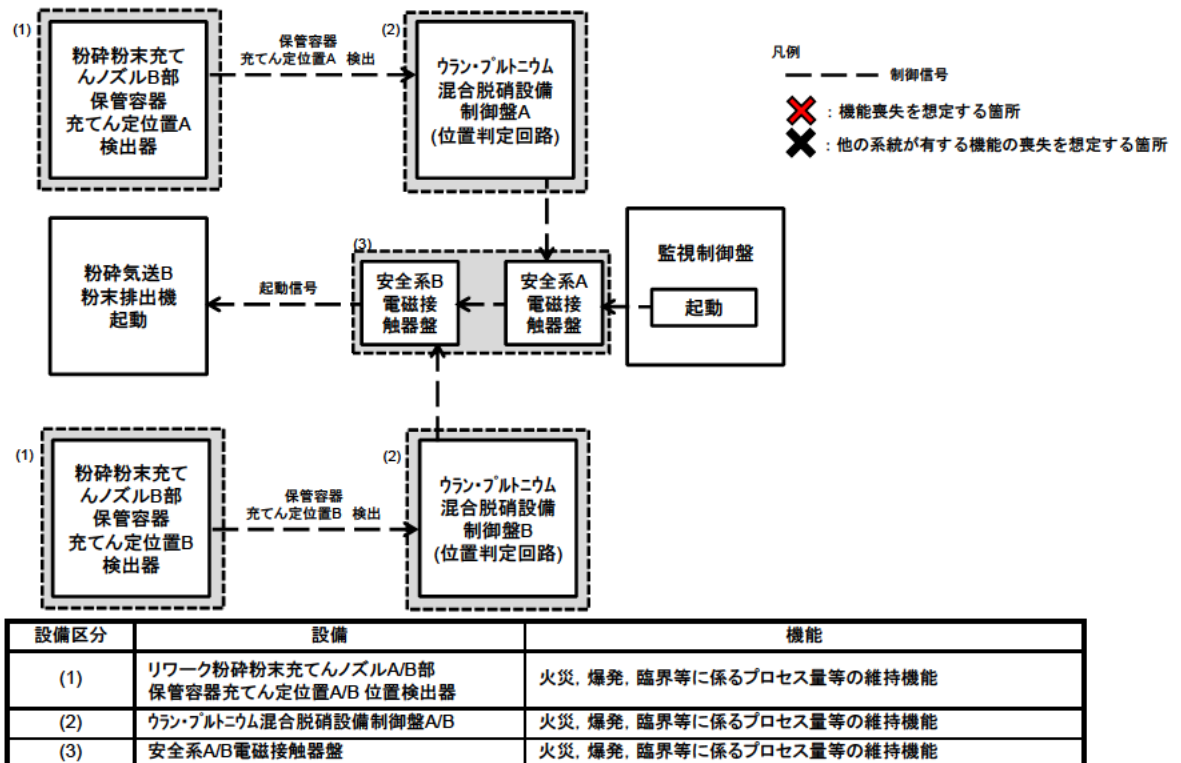 (1)
粉砕粉末充て
んノズルB部
保管容器
充てん定位置A
検出器
保管容器
充てん定位置A 検出
(2)
ウラン・プルトニウム
混合脱硝設備
制御盤A
(位置判定回路)
凡例
制御信号
：機能喪失を想定する箇所
：他の系統が有する機能の喪失を想定する箇所
粉砕気送B
粉末排出機
起動
起動信号
(3)
安全系B
電磁接
触器盤
安全系A
電磁接
触器盤
監視制御盤
起動
(1)
粉砕粉末充て
んノズルB部
保管容器
充てん定位置B
検出器
保管容器
充てん定位置B 検出
(2)
ウラン・プルトニウム
混合脱硝設備
制御盤B
(位置判定回路)
設備区分 設備 機能
(1) リワーク粉砕粉末充てんノズルA/B部
保管容器充てん定位置A/B 位置検出器 火災, 爆発, 臨界等に係るプロセス量等の維持機能
(2) ウラン・プルトニウム混合脱硝設備制御盤A/B 火災, 爆発, 臨界等に係るプロセス量等の維持機能
(3) 安全系A/B電磁接触器盤 火災, 爆発, 臨界等に係るプロセス量等の維持機能